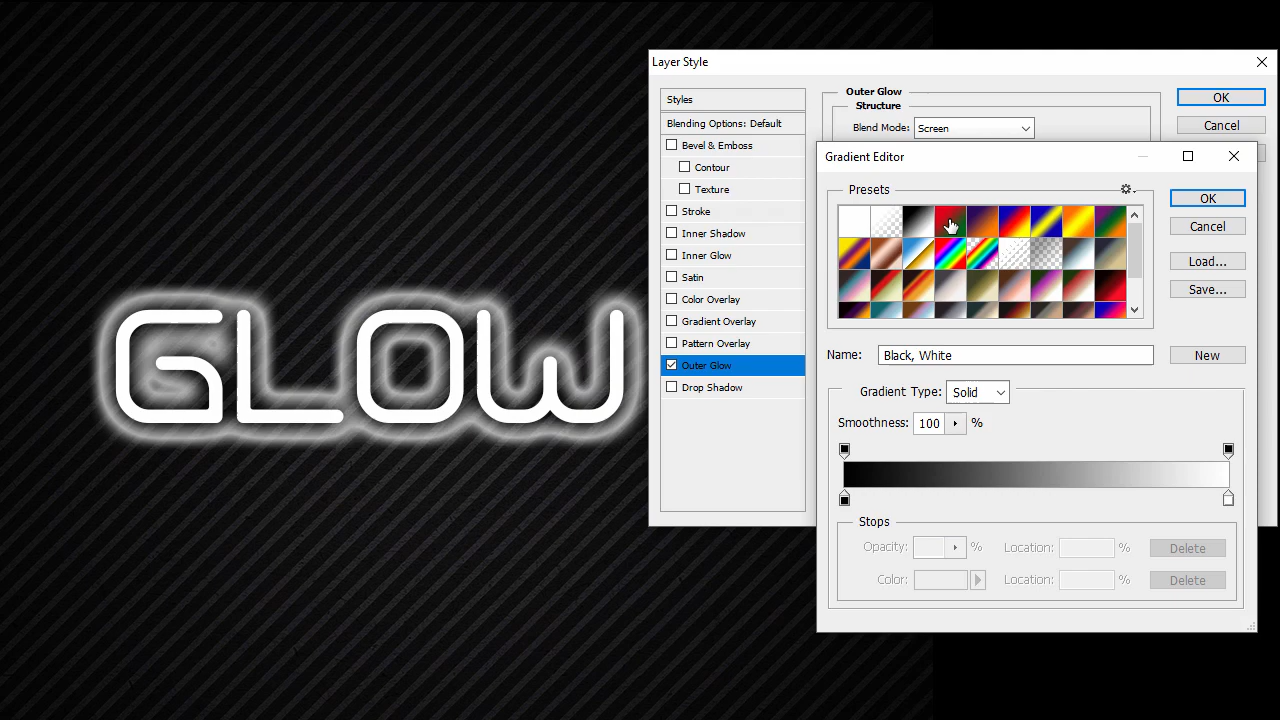 GLOW
Layer Style
Styles
Blending Options: Default
Bevel & Emboss
Contour
Texture
Stroke
Inner Shadow
Inner Glow
Satin
Color Overlay
Gradient Overlay
Pattern Overlay
Outer Glow
Drop Shadow
Outer Glow
Structure
Blend Mode: Screen
OK
Cancel
Gradient Editor
Presets
OK
Cancel
Load...
Save...
Name: Black, White
New
Gradient Type: Solid
Smoothness: 100 %
Stops
Opacity: % Location: % Delete
Color: Location: % Delete